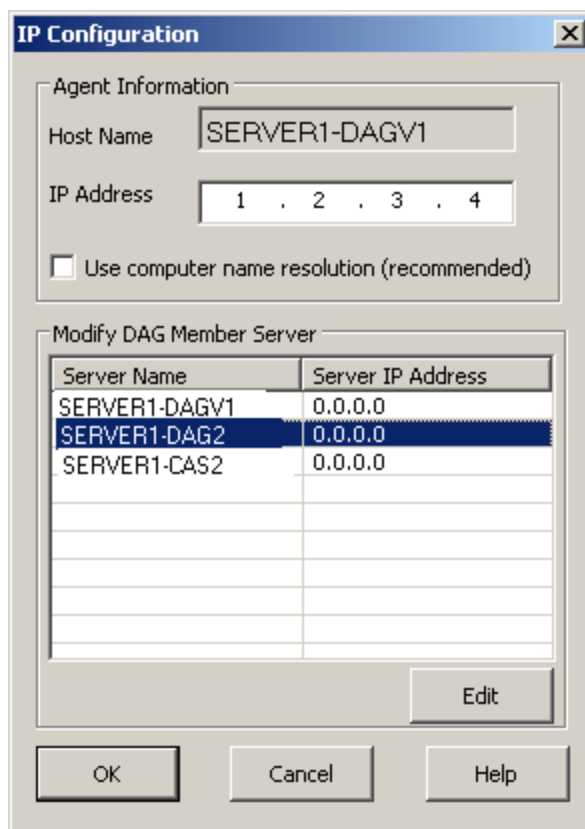 IP Configuration
Agent Information
Host Name SERVER1-DAGV1
IP Address 1 . 2 . 3 . 4
Use computer name resolution (recommended)
Modify DAG Member Server
Server Name Server IP Address
SERVER1-DAGV1 0.0.0.0
SERVER1-DAG2 0.0.0.0
SERVER1-CAS2 0.0.0.0
Edit
OK Cancel Help